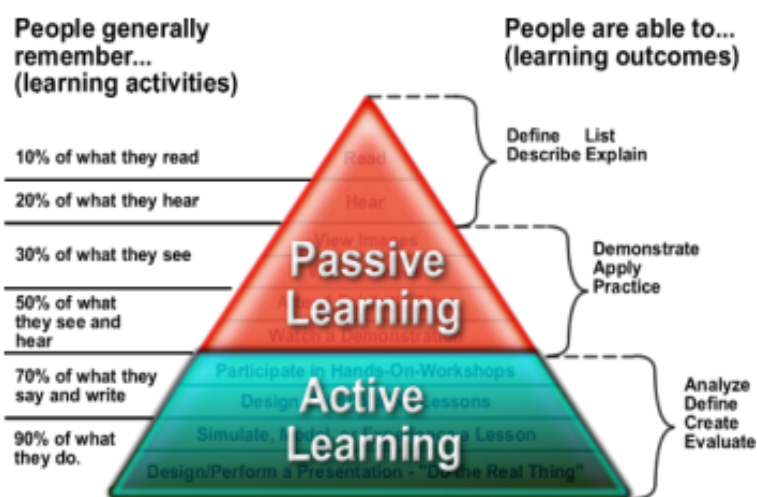 People generally
remember...
(learning activities)
People are able to...
(learning outcomes)
10% of what they read
Read
Define List
Describe Explain
20% of what they hear
Hear
30% of what they see
View Images
Demonstrate
Apply
Practice
Passive
Learning
50% of what
they see and
hear
Watch a Demonstration
70% of what they
say and write
Participate in Hands-On-Workshops
Design
Lessons
Active
Learning
Analyze
Define
Create
Evaluate
90% of what
they do.
Simulate,
a Lesson
Design/Perform a Presentation - "Do the Real Thing"